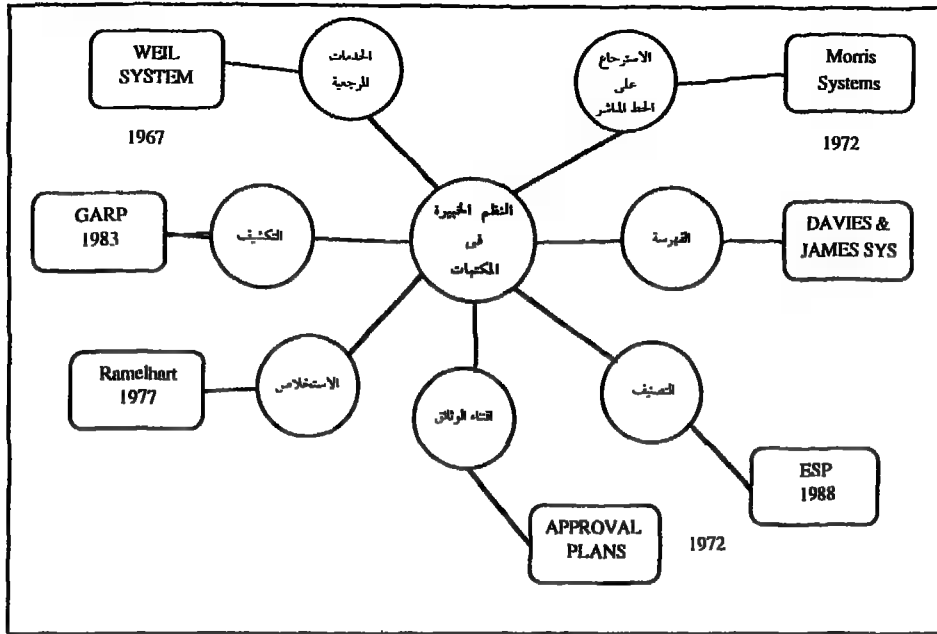 WEIL
SYSTEM
1967
الخدمات
المرجعية
الاسترجاع
على
الخط المباشر
Morris
Systems
1972
GARP
1983
التكشيف
النظم الخبيرة
فى
المكتبات
الفهرسة
DAVIES &
JAMES SYS
Ramelhart
1977
الاستخلاص
اقتناء الوثائق
التصنيف
ESP
1988
APPROVAL
PLANS
1972